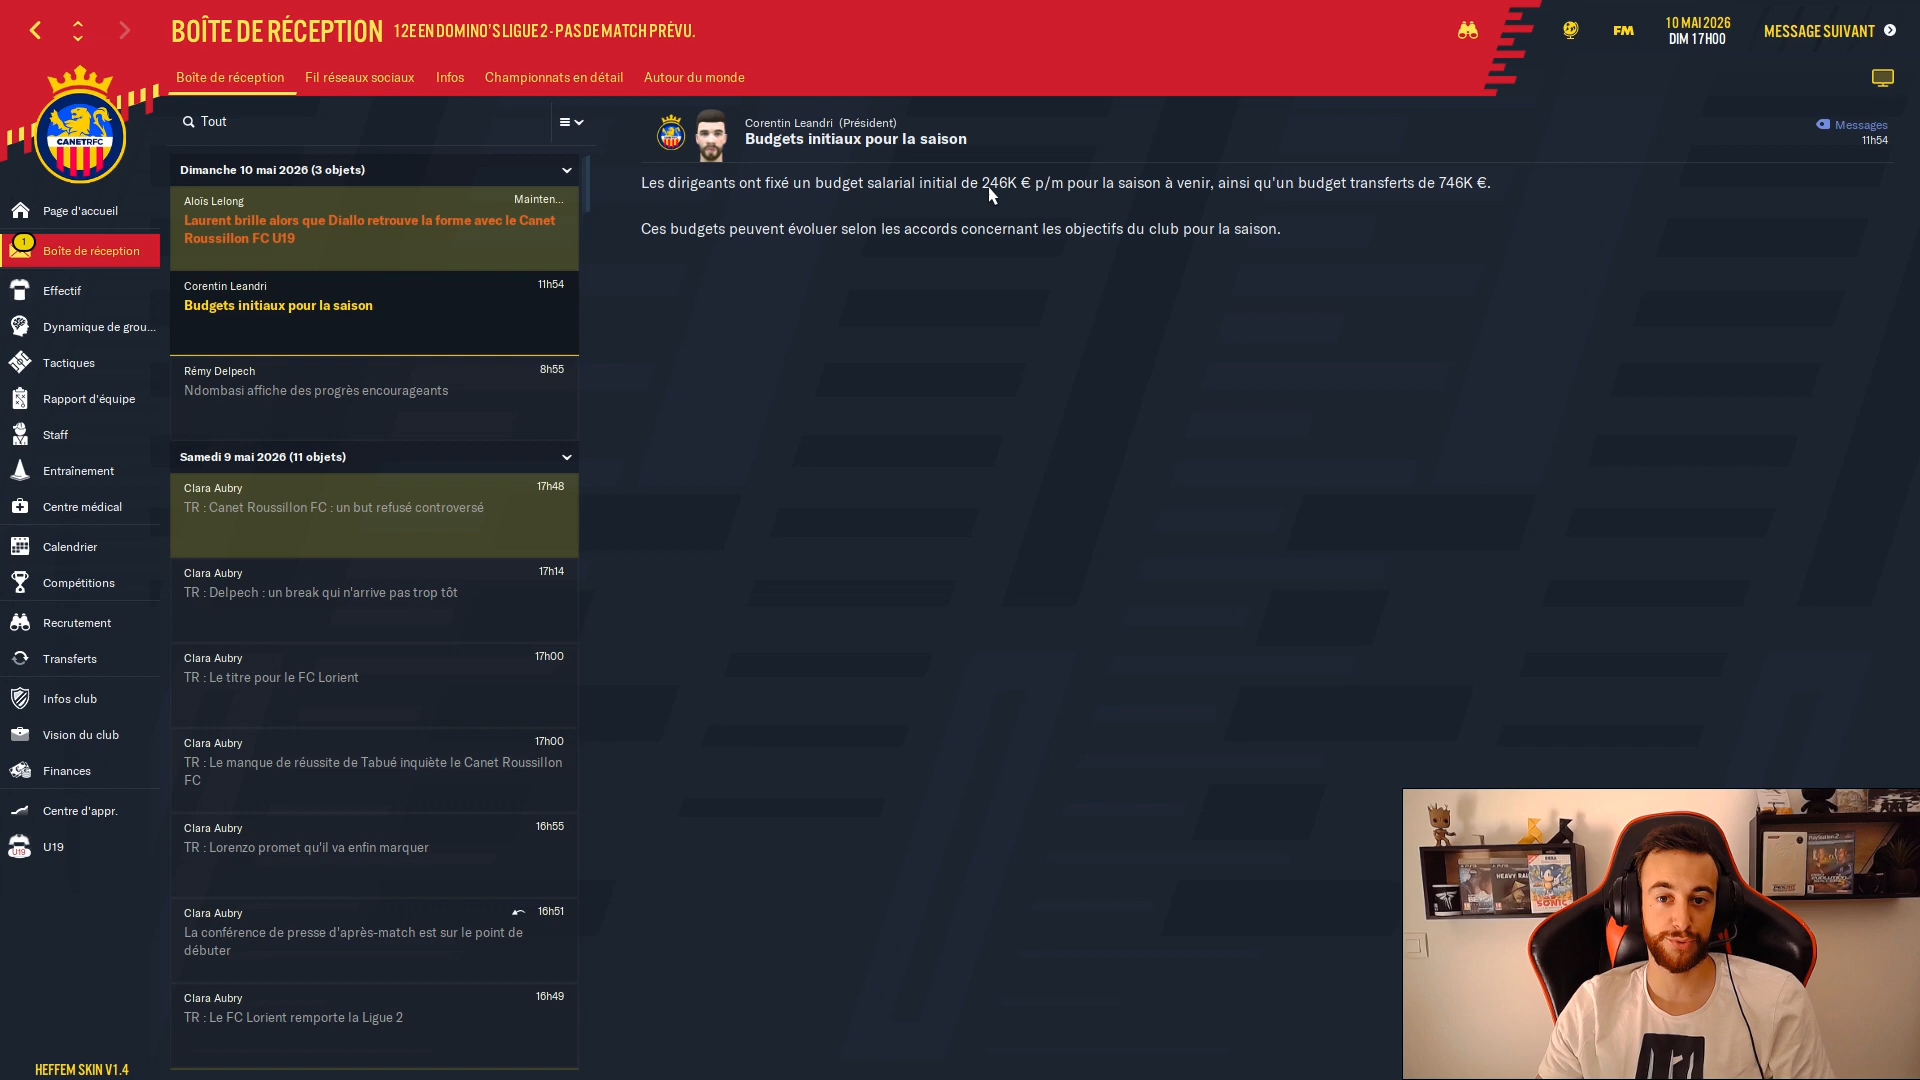 BOÎTE DE RÉCEPTION
12E EN DOMINO'S LIGUE 2 - PAS DE MATCH PRÉVU.
FM
10 MAI 2026
DIM 17H00
MESSAGE SUIVANT
Boîte de réception
Fil réseaux sociaux
Infos
Championnats en détail
Autour du monde
CANET RFC
Page d'accueil
1
Boîte de réception
Effectif
Dynamique de grou...
Tactiques
Rapport d'équipe
Staff
Entraînement
Centre médical
Calendrier
Compétitions
Recrutement
Transferts
Infos club
Vision du club
Finances
Centre d'appr.
U19
U19
HEFFEM SKIN V1.4
Tout
Dimanche 10 mai 2026 (3 objets)
Aloïs Lelong
Mainten...
Laurent brille alors que Diallo retrouve la forme avec le Canet
Roussillon FC U19
Corentin Leandri
11h54
Budgets initiaux pour la saison
Rémy Delpech
8h55
Ndombasi affiche des progrès encourageants
Samedi 9 mai 2026 (11 objets)
Clara Aubry
17h48
TR : Canet Roussillon FC : un but refusé controversé
Clara Aubry
17h14
TR : Delpech : un break qui n'arrive pas trop tôt
Clara Aubry
17h00
TR : Le titre pour le FC Lorient
Clara Aubry
17h00
TR : Le manque de réussite de Tabué inquiète le Canet Roussillon
FC
Clara Aubry
16h55
TR : Lorenzo promet qu'il va enfin marquer
Clara Aubry
16h51
La conférence de presse d'après-match est sur le point de
débuter
Clara Aubry
16h49
TR : Le FC Lorient remporte la Ligue 2
Corentin Leandri (Président)
Budgets initiaux pour la saison
Messages
11h54
Les dirigeants ont fixé un budget salarial initial de 246K € p/m pour la saison à venir, ainsi qu'un budget transferts de 746K €.
Ces budgets peuvent évoluer selon les accords concernant les objectifs du club pour la saison.
HEAVY RAIN
SONIC
PlayStation 2